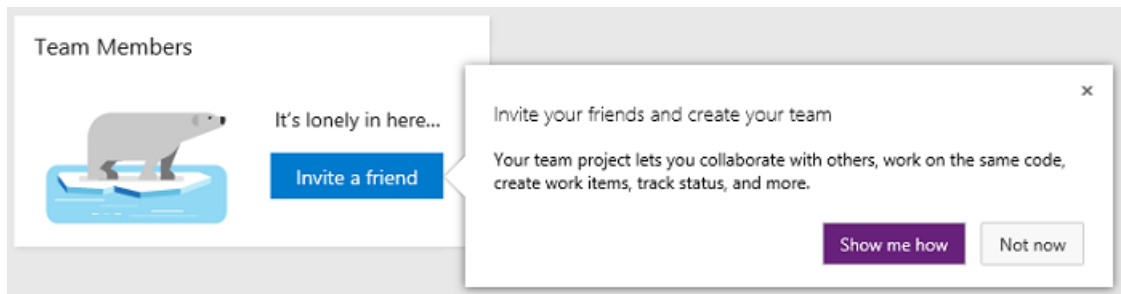 Team Members
It's lonely in here...
Invite a friend
×
Invite your friends and create your team
Your team project lets you collaborate with others, work on the same code,
create work items, track status, and more.
Show me how
Not now